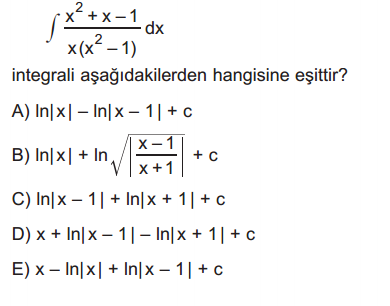 ∫ (x² + x – 1) / (x(x² – 1)) dx
integrali aşağıdakilerden hangisine eşittir?
A) ln|x| – ln|x – 1| + c
B) ln|x| + ln √|(x – 1)/(x + 1)| + c
C) ln|x – 1| + ln|x + 1| + c
D) x + ln|x – 1| – ln|x + 1| + c
E) x – ln|x| + ln|x – 1| + c